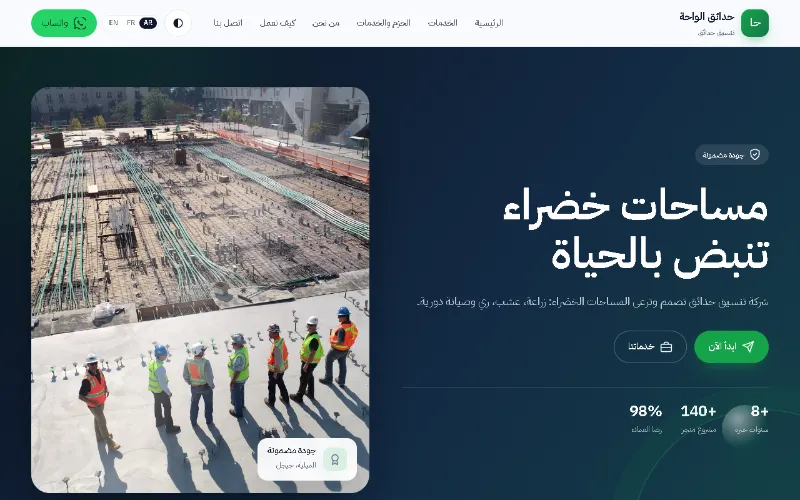 حدائق الواحة
تنسيق حدائق
حا
الرئيسية
الخدمات
الحزم والخدمات
من نحن
كيف نعمل
اتصل بنا
AR
FR
EN
واتساب
جودة مضمونة
مساحات خضراء
تنبض بالحياة
شركة تنسيق حدائق تصمم وترعى المساحات الخضراء: زراعة، عشب، ري وصيانة دورية.
ابدأ الآن
خدماتنا
8+
سنوات خبرة
140+
مشروع منجز
98%
رضا العملاء
جودة مضمونة
الميلية، جيجل